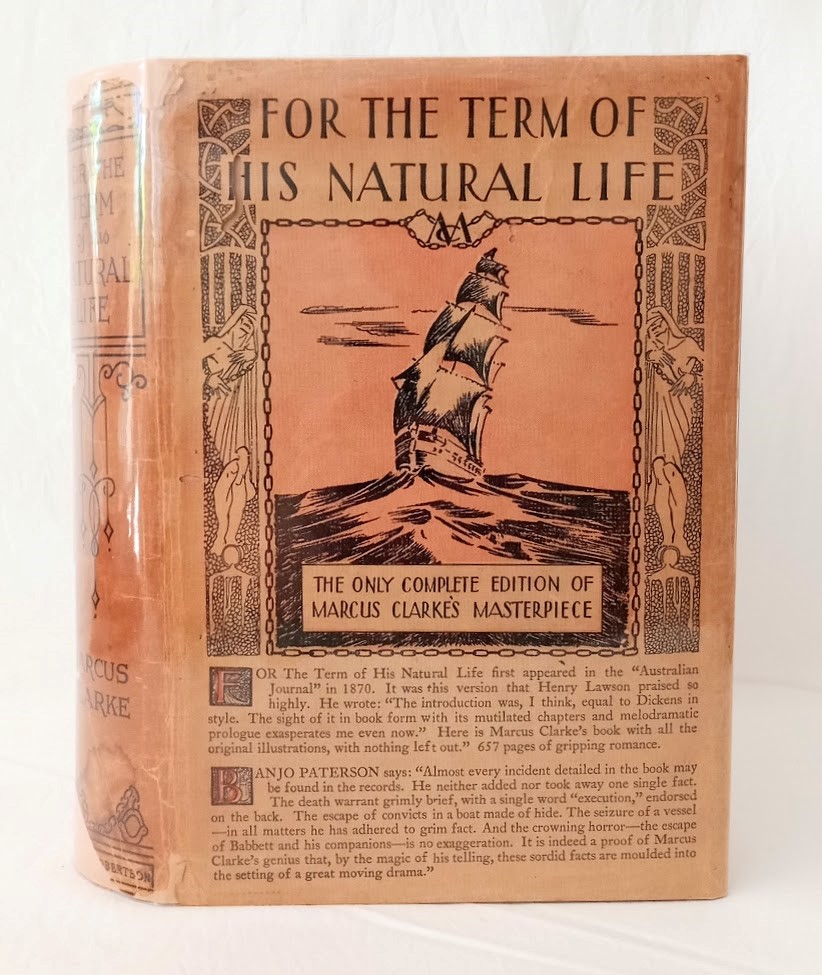 FOR THE TERM OF
HIS NATURAL LIFE
THE ONLY COMPLETE EDITION OF
MARCUS CLARKE'S MASTERPIECE
FOR The Term of His Natural Life first appeared in the "Australian
Journal" in 1870. It was this version that Henry Lawson praised so
highly. He wrote: "The introduction was, I think, equal to Dickens in
style. The sight of it in book form with its mutilated chapters and melodramatic
prologue exasperates me even now." Here is Marcus Clarke's book with all the
original illustrations, with nothing left out." 657 pages of gripping romance.
BANJO PATERSON says: "Almost every incident detailed in the book may
be found in the records. He neither added nor took away one single fact.
The death warrant grimly brief, with a single word "execution," endorsed
on the back. The escape of convicts in a boat made of hide. The seizure of a vessel
—in all matters he has adhered to grim fact. And the crowning horror—the escape
of Babbett and his companions—is no exaggeration. It is indeed a proof of Marcus
Clarke's genius that, by the magic of his telling, these sordid facts are moulded into
the setting of a great moving drama."
THE
TERM
TURAL
LIFE
ARCUS
ARKE
BERTSON